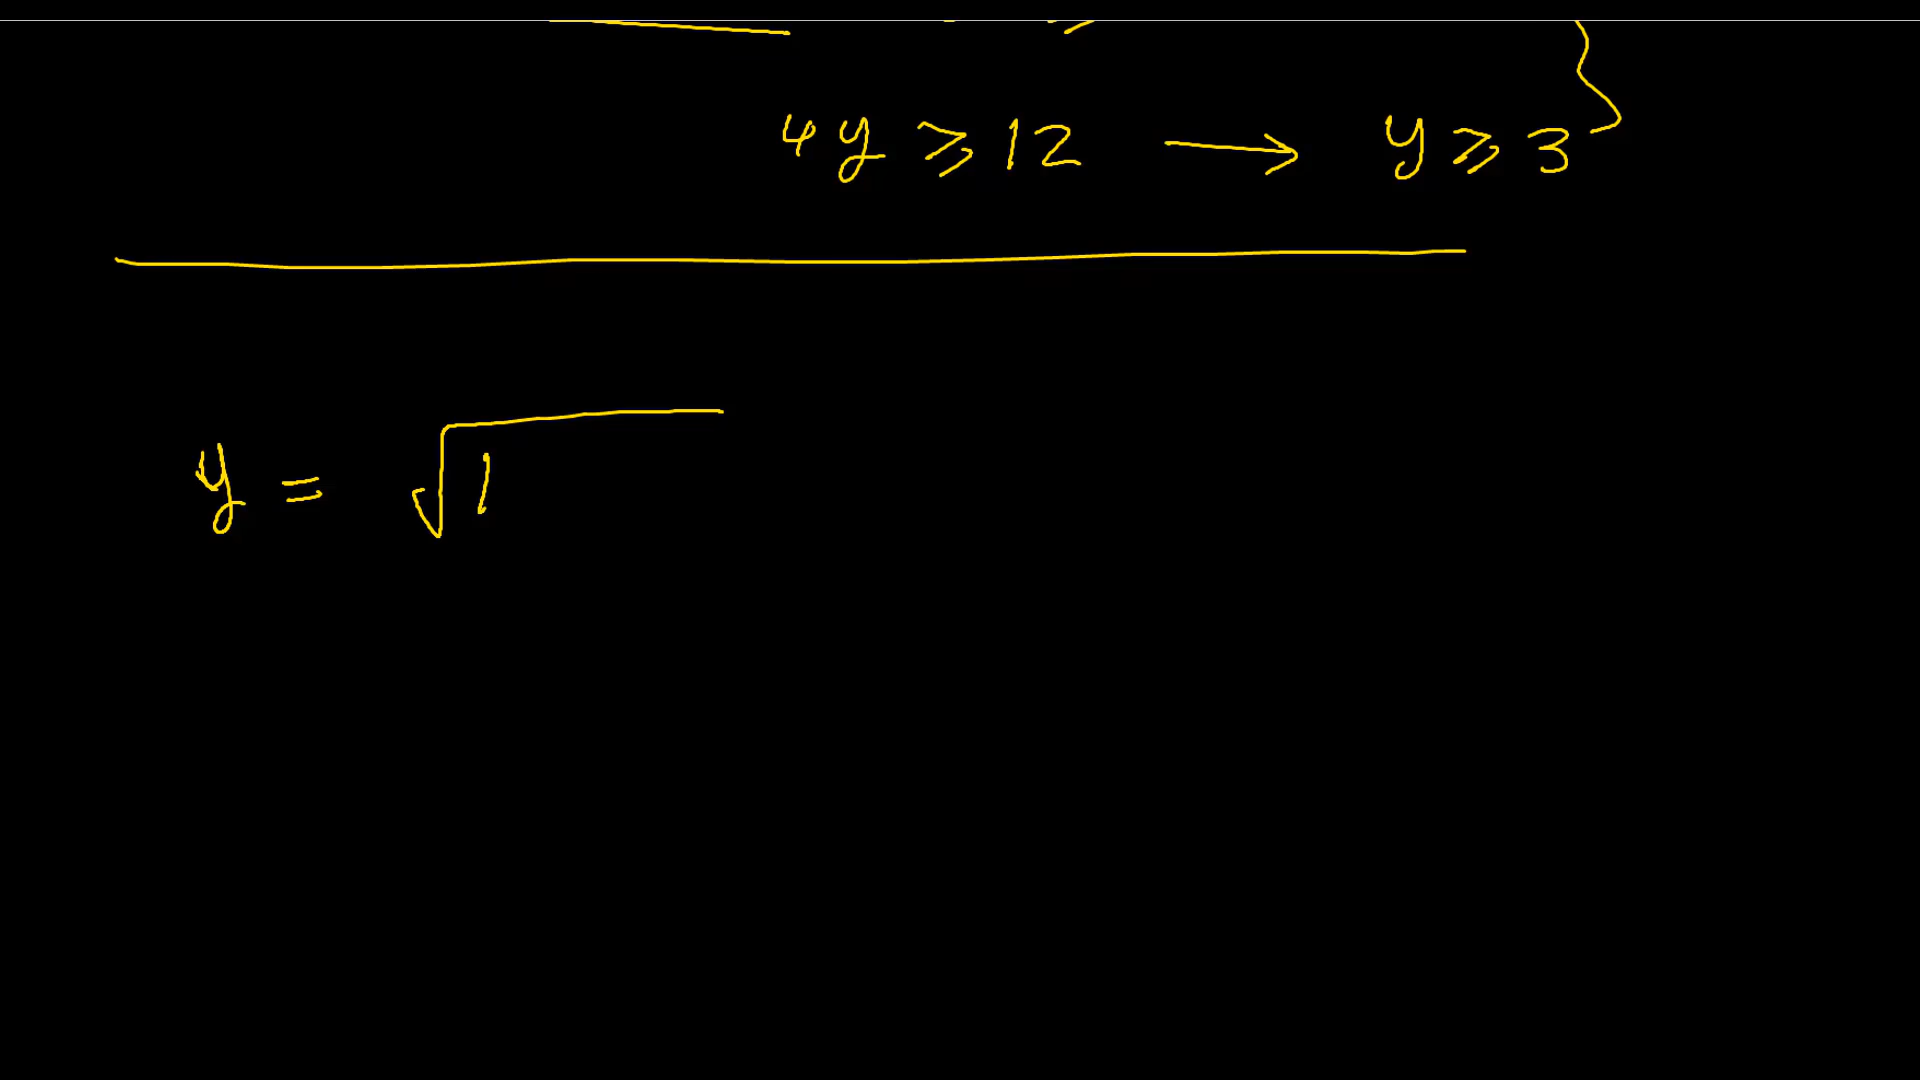 4y ⩾ 12 → y ⩾ 3
y = √1